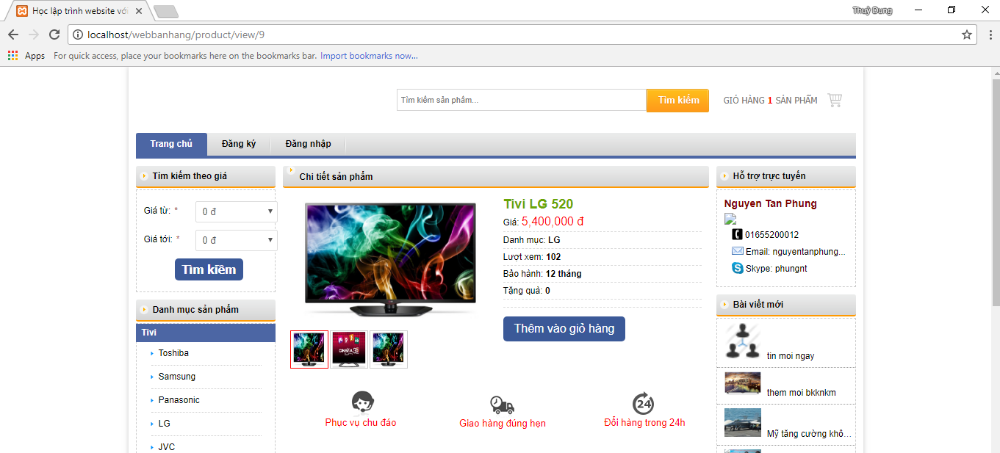 Học lập trình website với
Thuỳ Dung
localhost/webbanhang/product/view/9
Apps For quick access, place your bookmarks here on the bookmarks bar. Import bookmarks now...
Tìm kiếm sản phẩm...
Tìm kiếm
GIỎ HÀNG 1 SẢN PHẨM
Trang chủ Đăng ký Đăng nhập
Tìm kiếm theo giá
Giá từ: * 0 đ
Giá tới: * 0 đ
Tìm kiếm
Danh mục sản phẩm
Tivi
Toshiba
Samsung
Panasonic
LG
JVC
Chi tiết sản phẩm
Tivi LG 520
Giá: 5,400,000 đ
Danh mục: LG
Lượt xem: 102
Bảo hành: 12 tháng
Tặng quà: 0
Thêm vào giỏ hàng
CINEMA 3D
Phục vụ chu đáo
Giao hàng đúng hẹn
24
Đổi hàng trong 24h
Hỗ trợ trực tuyến
Nguyen Tan Phung
01655200012
Email: nguyentanphung...
Skype: phungnt
Bài viết mới
tin moi ngay
them moi bkknkm
Mỹ tăng cường khô...